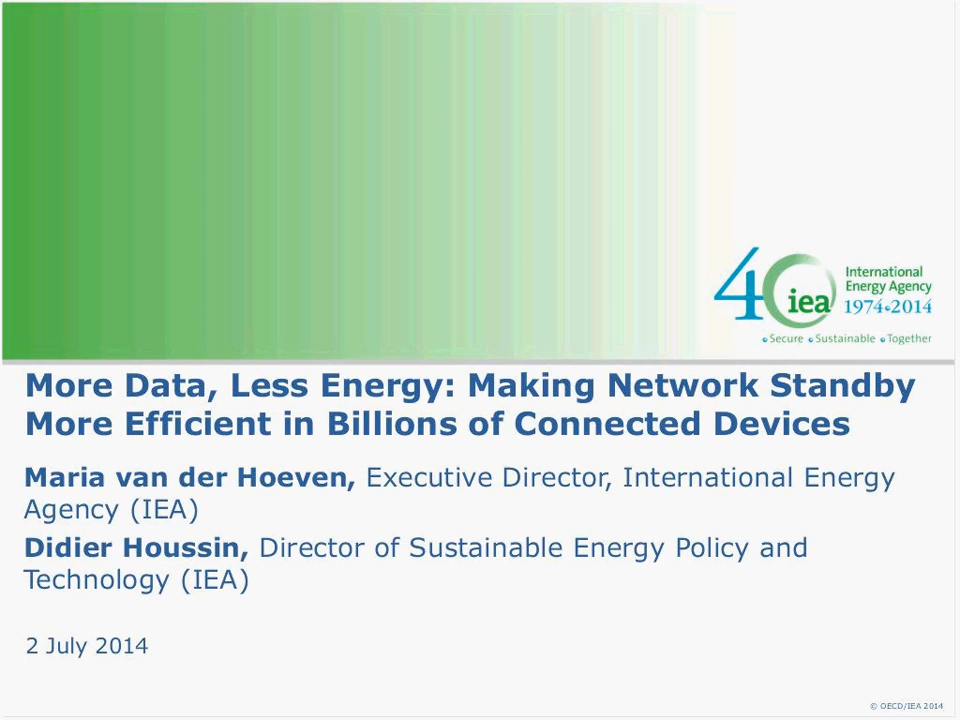 40 iea International
Energy Agency
1974•2014
• Secure • Sustainable • Together
More Data, Less Energy: Making Network Standby
More Efficient in Billions of Connected Devices
Maria van der Hoeven, Executive Director, International Energy
Agency (IEA)
Didier Houssin, Director of Sustainable Energy Policy and
Technology (IEA)
2 July 2014
© OECD/IEA 2014